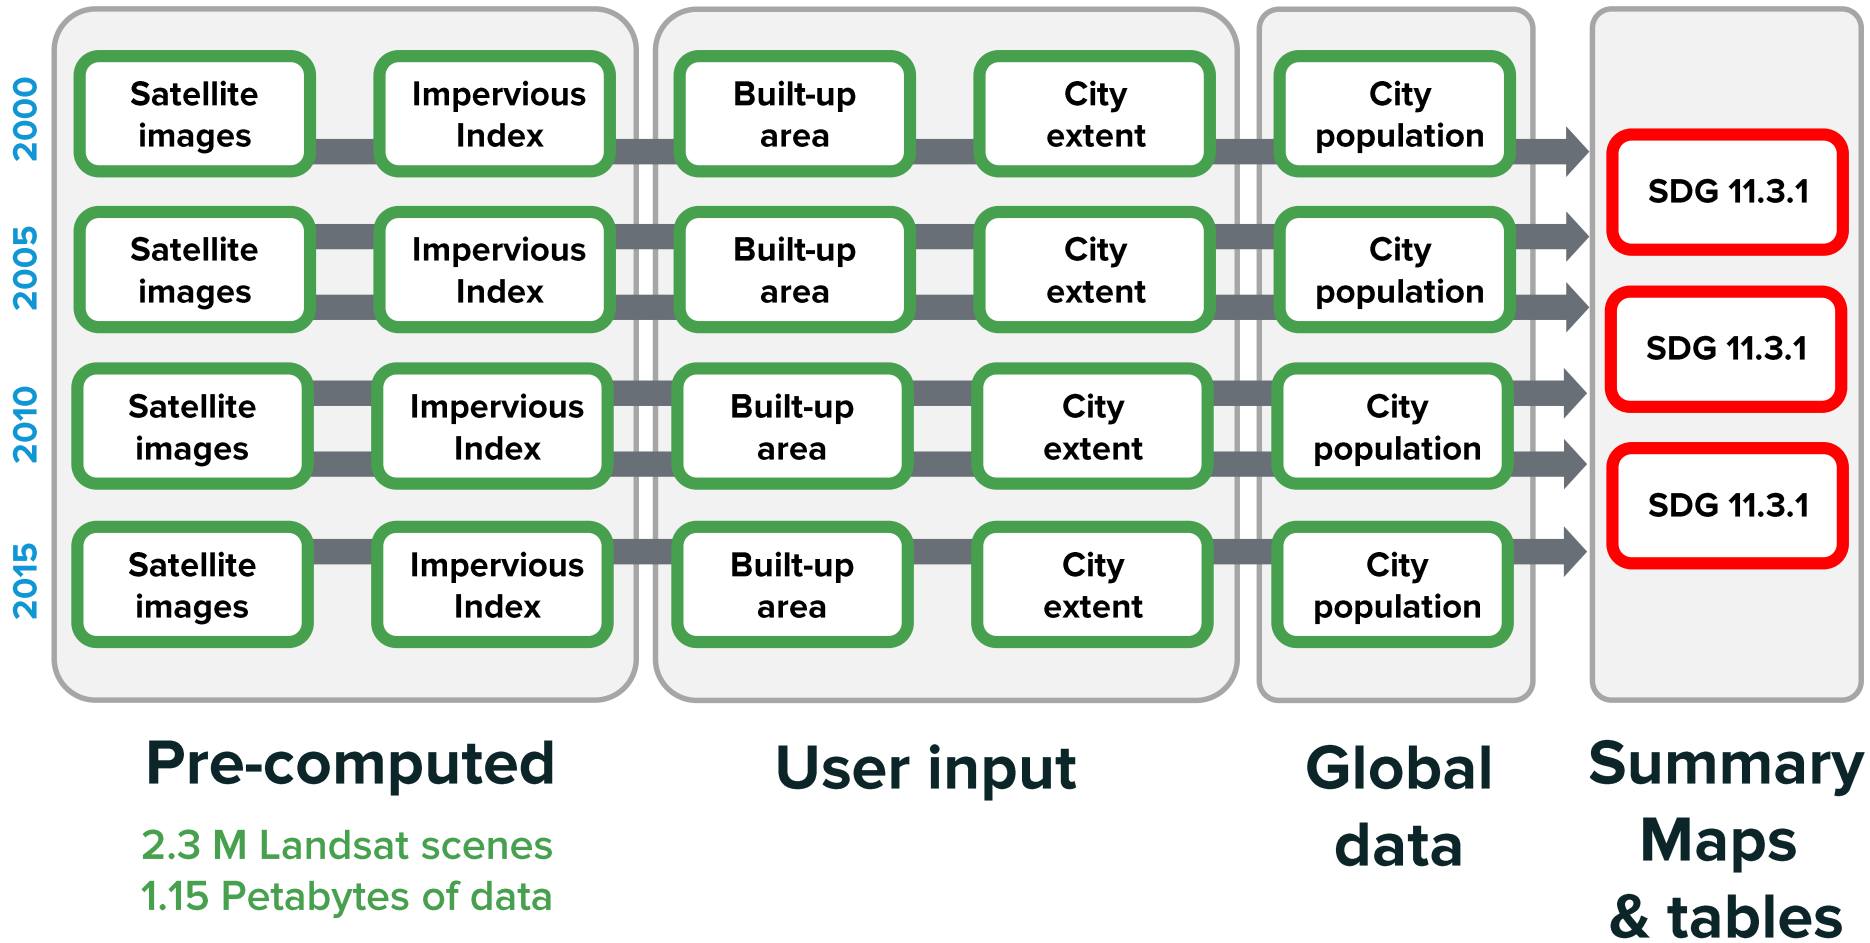 2000
Satellite
images
Impervious
Index
Built-up
area
City
extent
City
population
SDG 11.3.1
2005
Satellite
images
Impervious
Index
Built-up
area
City
extent
City
population
SDG 11.3.1
2010
Satellite
images
Impervious
Index
Built-up
area
City
extent
City
population
SDG 11.3.1
2015
Satellite
images
Impervious
Index
Built-up
area
City
extent
City
population
Pre-computed
2.3 M Landsat scenes
1.15 Petabytes of data
User input
Global
data
Summary
Maps
& tables